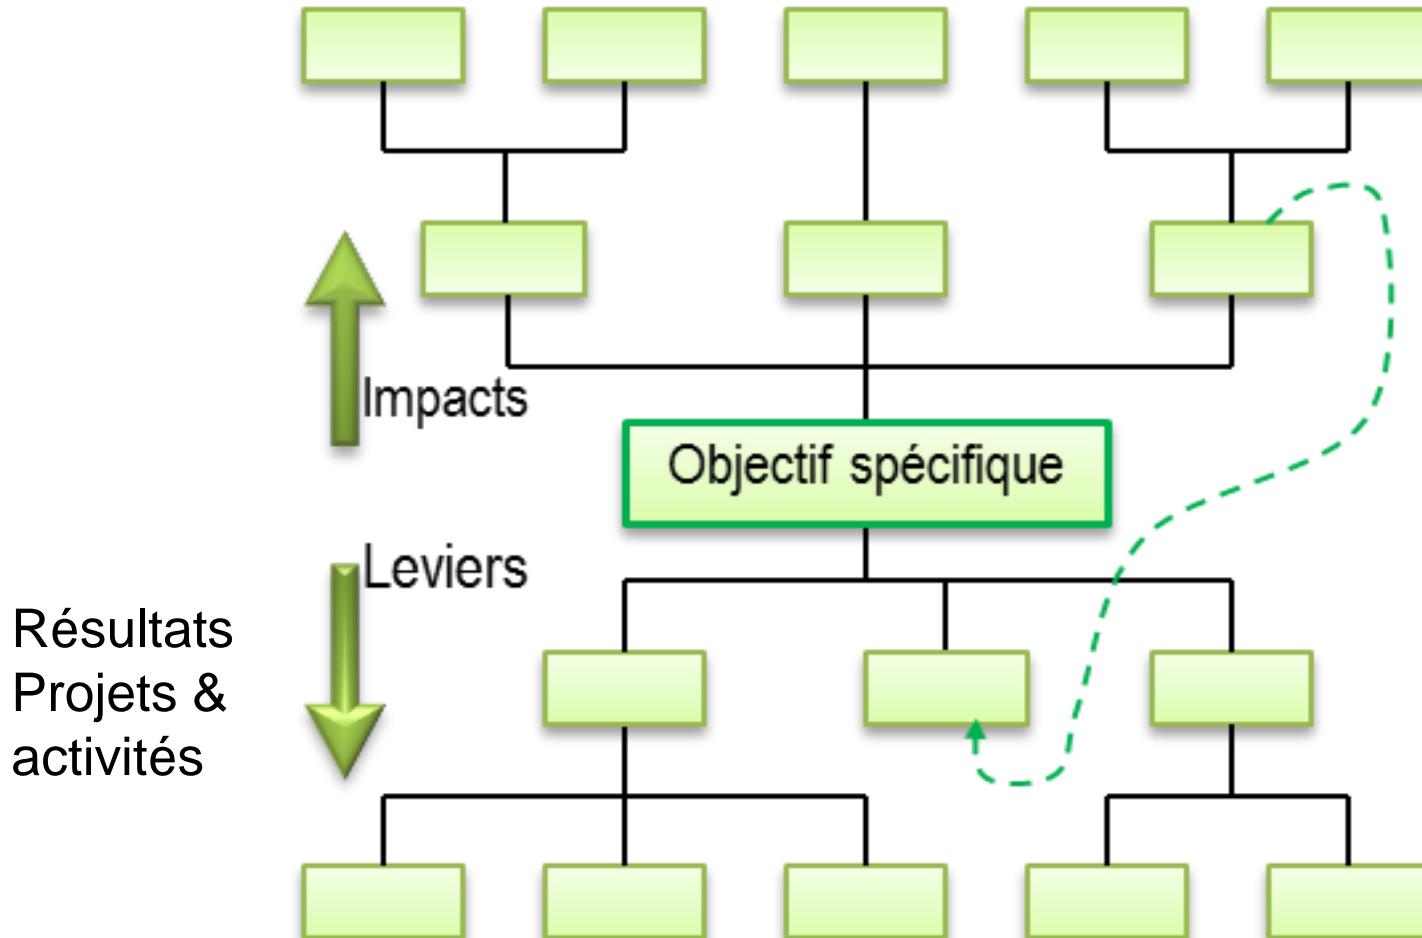 Impacts
Objectif spécifique
Leviers
Résultats
Projets &
activités